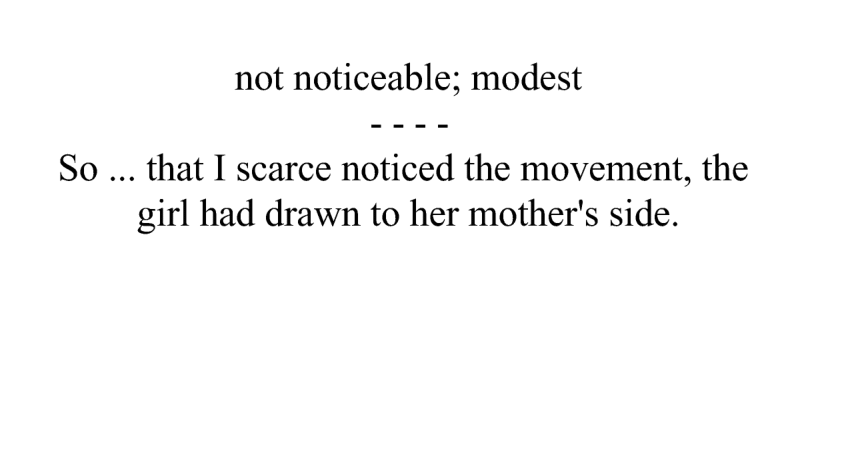 not noticeable; modest
- - - -
So ... that I scarce noticed the movement, the
girl had drawn to her mother's side.